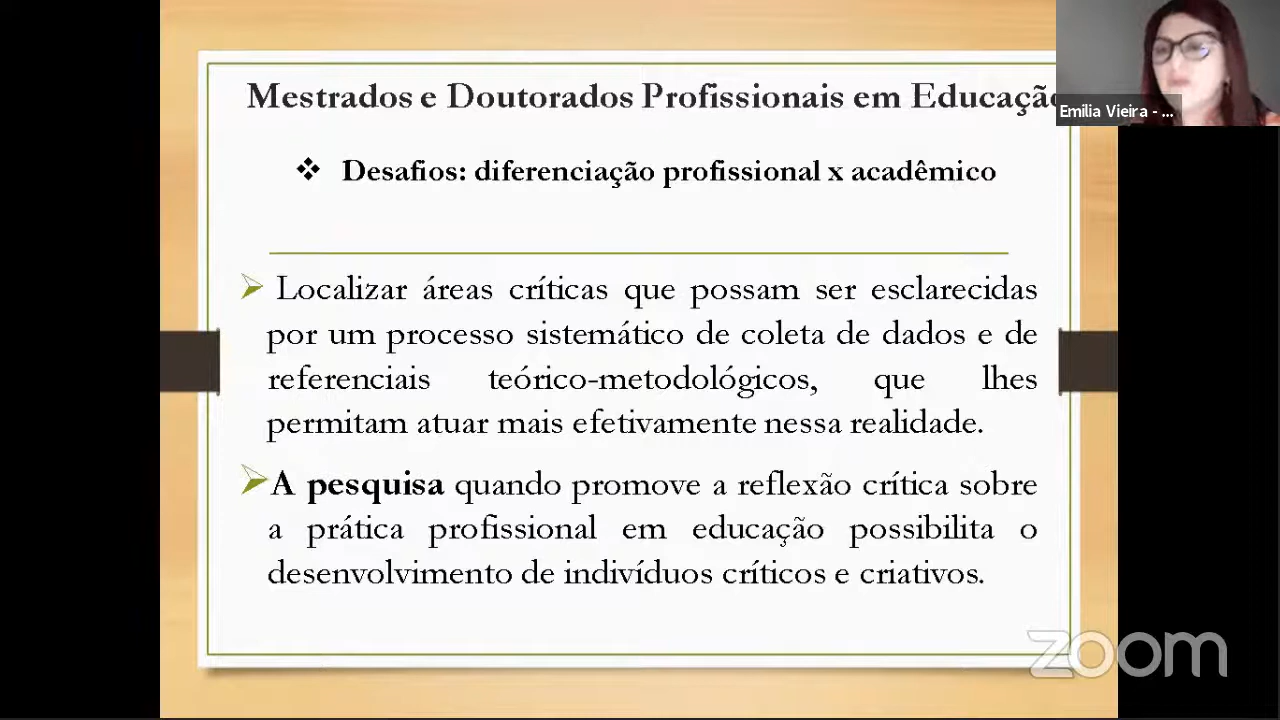 Mestrados e Doutorados Profissionais em Educação
Emilia Vieira - ...
Desafios: diferenciação profissional x acadêmico
Localizar áreas críticas que possam ser esclarecidas
por um processo sistemático de coleta de dados e de
referenciais teórico-metodológicos, que lhes
permitam atuar mais efetivamente nessa realidade.
A pesquisa quando promove a reflexão crítica sobre
a prática profissional em educação possibilita o
desenvolvimento de indivíduos críticos e criativos.
zoom